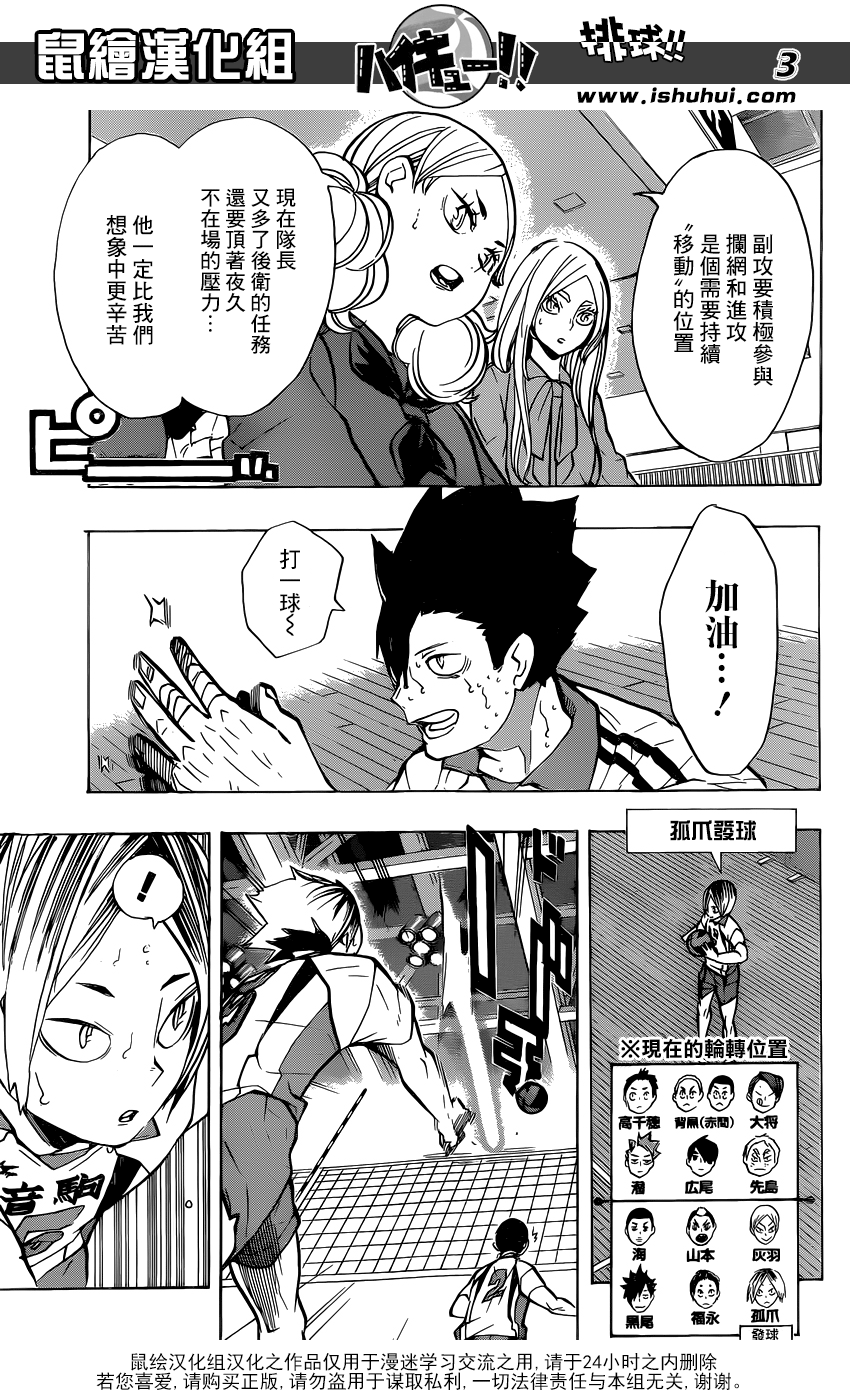 鼠繪漢化組
ハイキュー!!
排球!!
3
www.ishuhui.com
副攻要積極參與
攔網和進攻
是個需要持續
〝移動〞的位置
現在隊長
又多了後衛的任務
還要頂著夜久
不在場的壓力…
他一定比我們
想象中更辛苦
ピーッ
加油…！
打一球～
孤爪發球
※現在的輪轉位置
高千穂
背黒(赤間)
大将
潜
広尾
先島
海
山本
灰羽
黒尾
福永
孤爪
發球
2
！
音駒
鼠绘汉化组汉化之作品仅用于漫迷学习交流之用, 请于24小时之内删除
若您喜爱, 请购买正版, 请勿盗用于谋取私利, 一切法律责任与本组无关, 谢谢。